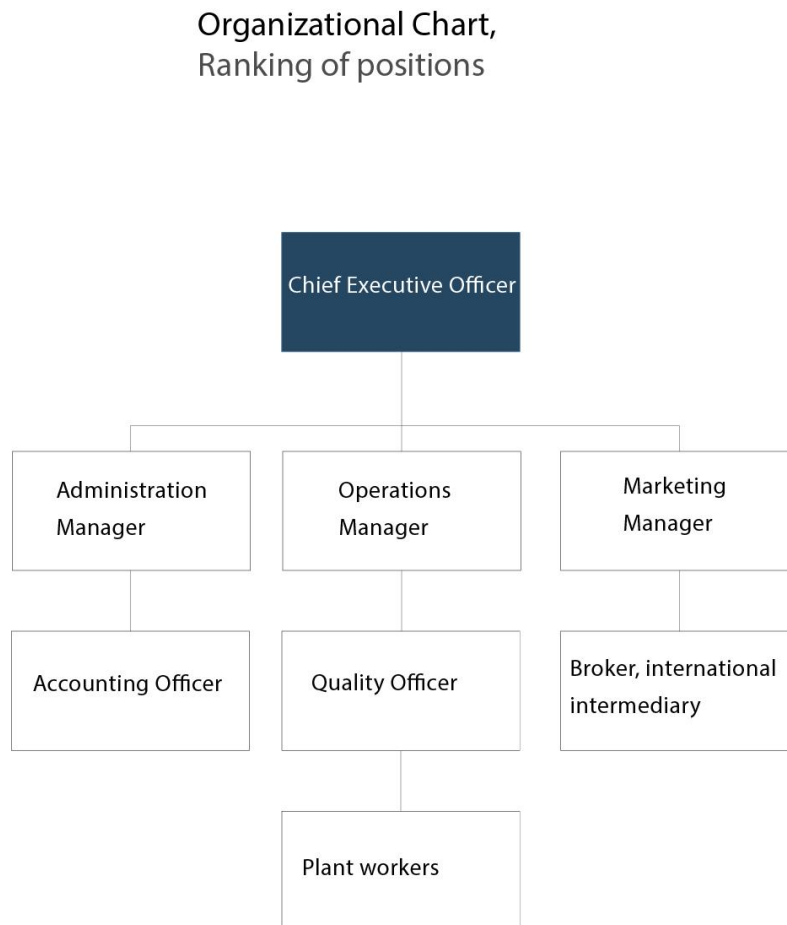 Organizational Chart,
Ranking of positions
Chief Executive Officer
Administration
Manager
Operations
Manager
Marketing
Manager
Accounting Officer
Quality Officer
Broker, international
intermediary
Plant workers